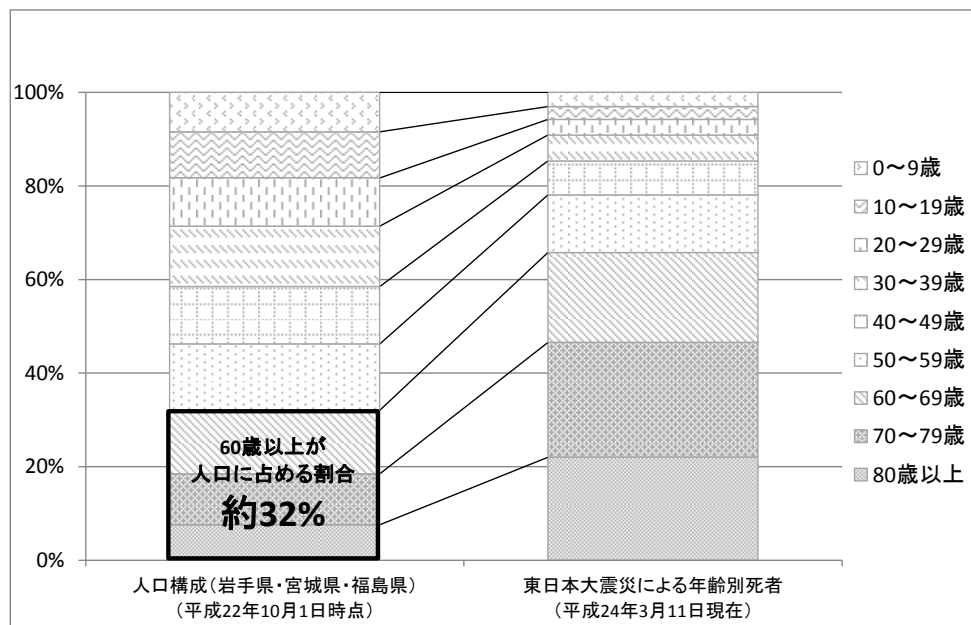 100%
80%
60%
40%
20%
0%
60歳以上が
人口に占める割合
約32%
人口構成（岩手県・宮城県・福島県）
（平成22年10月1日時点）
東日本大震災による年齢別死者
（平成24年3月11日現在）
0～9歳
10～19歳
20～29歳
30～39歳
40～49歳
50～59歳
60～69歳
70～79歳
80歳以上